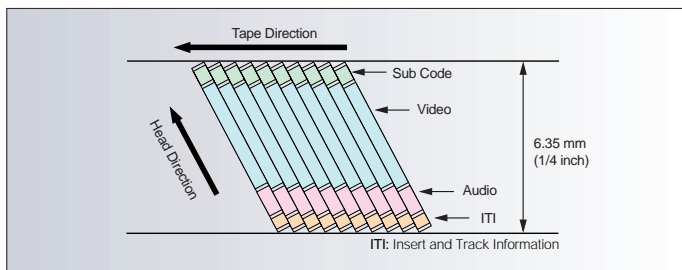 Tape Direction
Sub Code
Video
Head Direction
6.35 mm
(1/4 inch)
Audio
ITI
ITI: Insert and Track Information